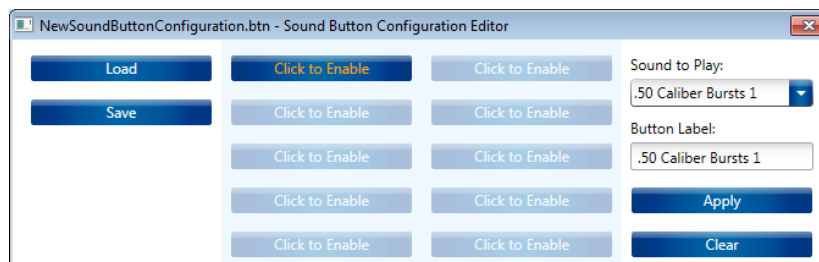 NewSoundButtonConfiguration.btn - Sound Button Configuration Editor
Load
Save
Click to Enable
Click to Enable
Click to Enable
Click to Enable
Click to Enable
Click to Enable
Click to Enable
Click to Enable
Click to Enable
Click to Enable
Sound to Play:
.50 Caliber Bursts 1
Button Label:
.50 Caliber Bursts 1
Apply
Clear